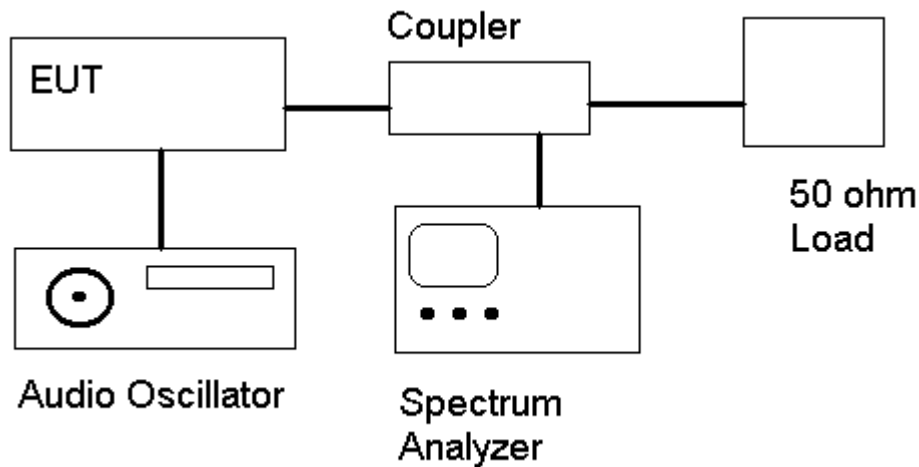 Coupler
EUT
50 ohm
Load
Audio Oscillator
Spectrum
Analyzer